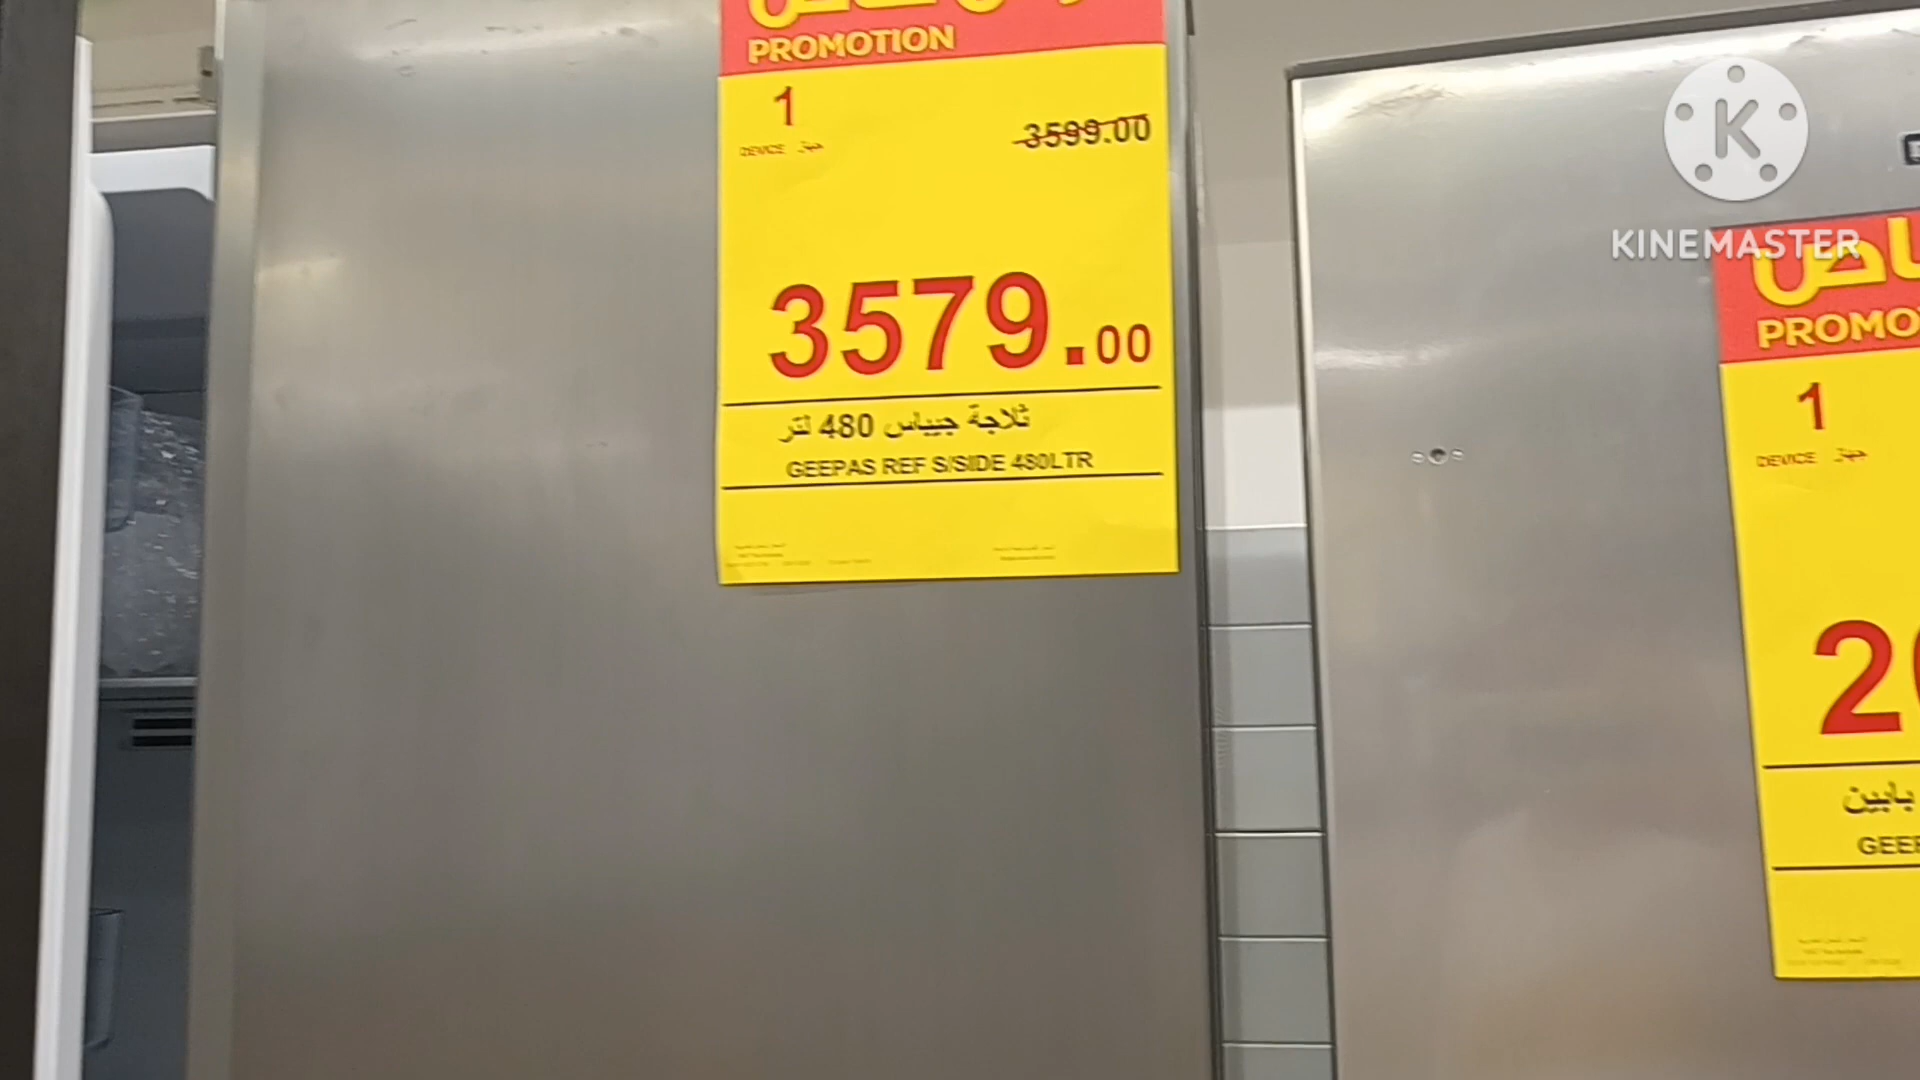 PROMOTION
1
DEVICE جهاز
3599.00
3579.00
ثلاجة جيباس 480 لتر
GEEPAS REF S/SIDE 480LTR
K
KINEMASTER
PROMO
1
DEVICE جهاز
2
بابين
GEEP